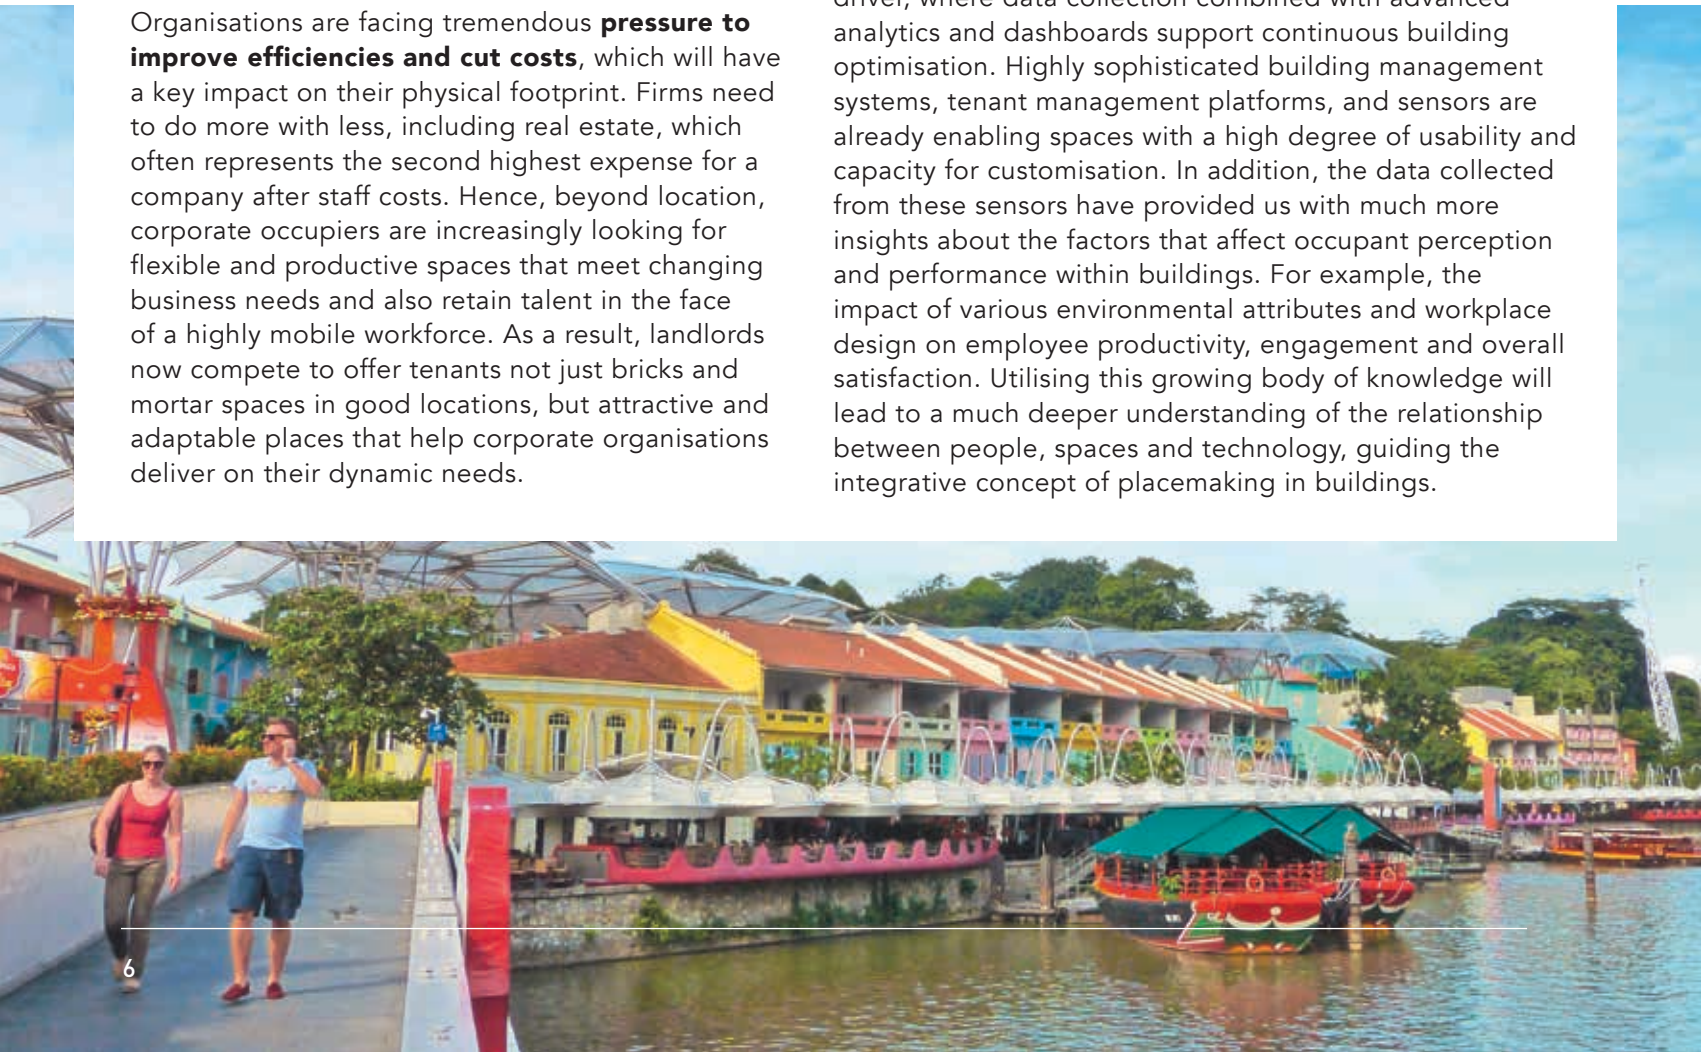 Organisations are facing tremendous pressure to
improve efficiencies and cut costs, which will have
a key impact on their physical footprint. Firms need
to do more with less, including real estate, which
often represents the second highest expense for a
company after staff costs. Hence, beyond location,
corporate occupiers are increasingly looking for
flexible and productive spaces that meet changing
business needs and also retain talent in the face
of a highly mobile workforce. As a result, landlords
now compete to offer tenants not just bricks and
mortar spaces in good locations, but attractive and
adaptable places that help corporate organisations
deliver on their dynamic needs.
driver, where data collection combined with advanced
analytics and dashboards support continuous building
optimisation. Highly sophisticated building management
systems, tenant management platforms, and sensors are
already enabling spaces with a high degree of usability and
capacity for customisation. In addition, the data collected
from these sensors have provided us with much more
insights about the factors that affect occupant perception
and performance within buildings. For example, the
impact of various environmental attributes and workplace
design on employee productivity, engagement and overall
satisfaction. Utilising this growing body of knowledge will
lead to a much deeper understanding of the relationship
between people, spaces and technology, guiding the
integrative concept of placemaking in buildings.
6